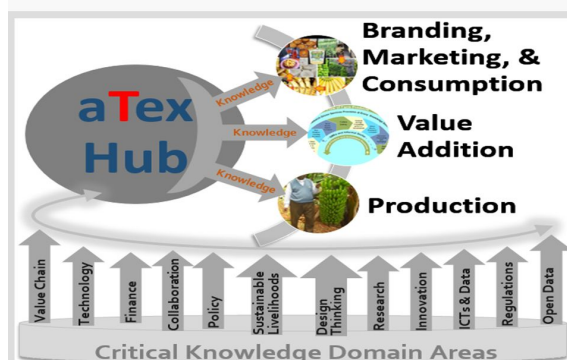 aTex
Hub
Knowledge
Knowledge
Knowledge
Branding,
Marketing, &
Consumption
Value
Addition
Production
Value Chain
Technology
Finance
Collaboration
Policy
Sustainable
Livelihoods
Design
Thinking
Research
Innovation
ICTs & Data
Regulations
Open Data
Critical Knowledge Domain Areas